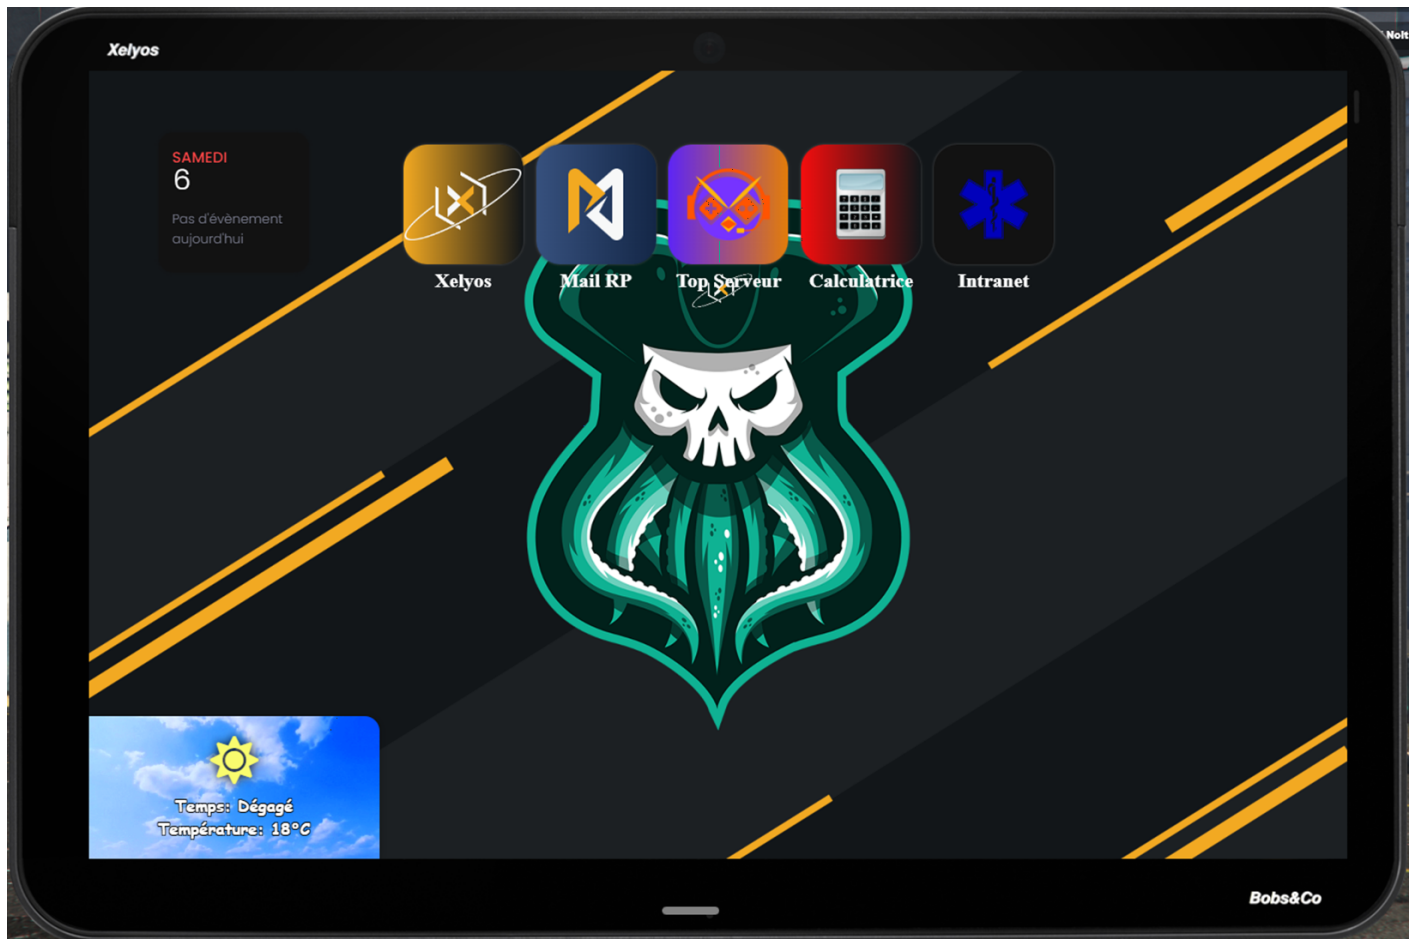 Xelyos
Nolt
SAMEDI
6
Pas d'évènement
aujourd'hui
Xelyos
Mail RP
Top Serveur
Calculatrice
Intranet
Temps: Dégagé
Température: 18°C
Bobs&Co